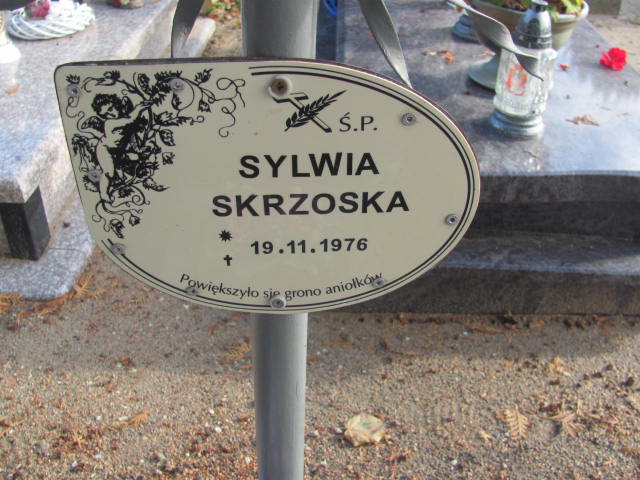 Ś.P.
SYLWIA
SKRZOSKA
* 19.11.1976
✝
Powiększyło się grono aniołków